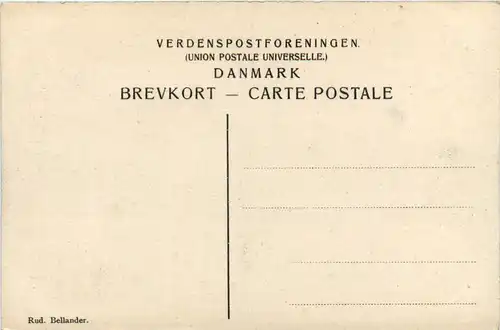 VERDENSPOSTFORENINGEN.
(UNION POSTALE UNIVERSELLE.)
DANMARK
BREVKORT — CARTE POSTALE
Rud. Bellander.